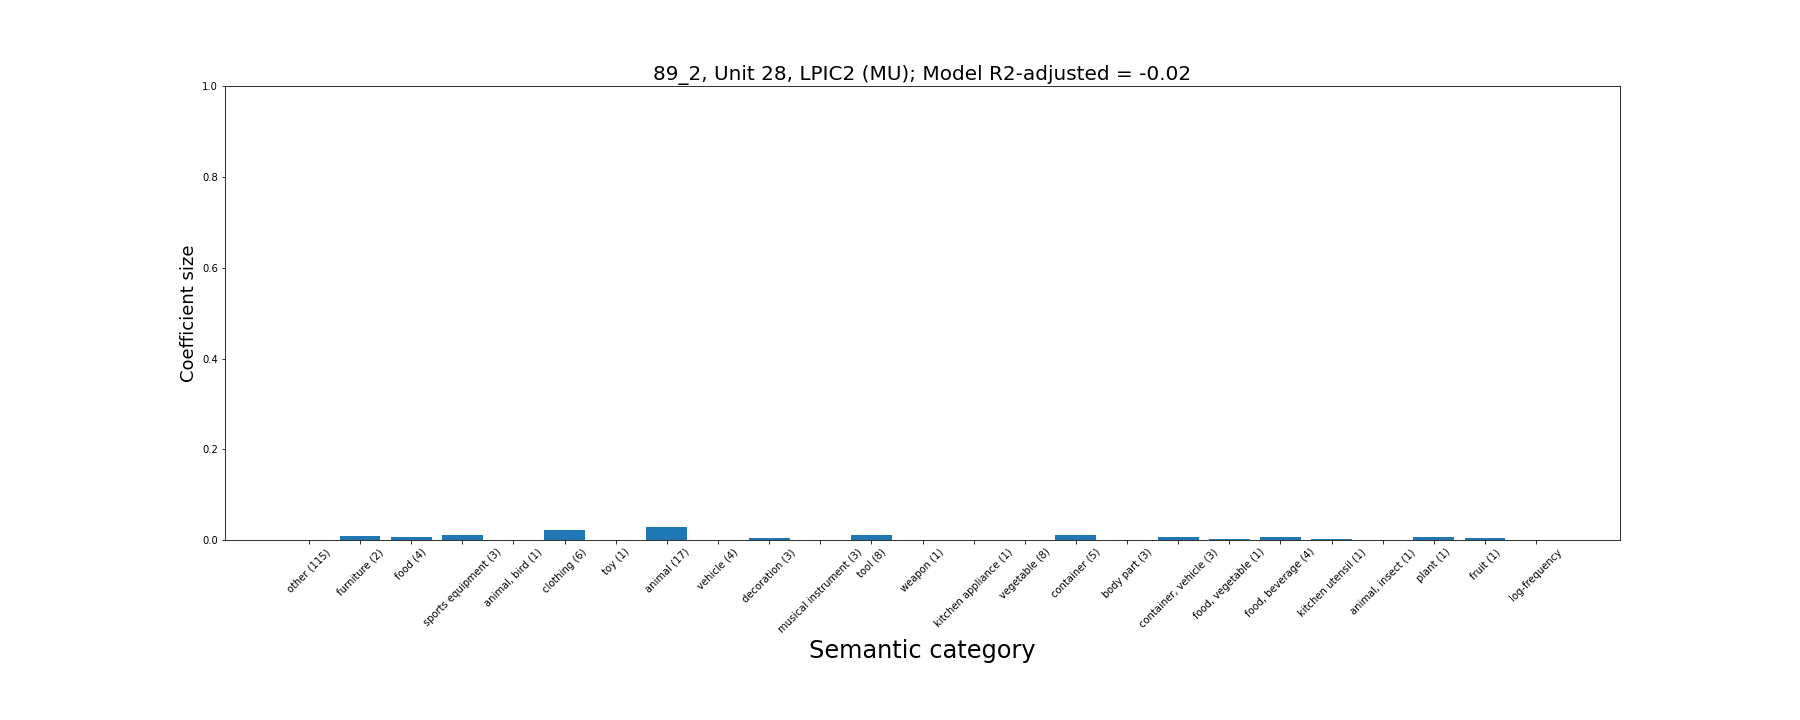 89_2, Unit 28, LPIC2 (MU); Model R2-adjusted = -0.02
1.0
0.8
0.6
0.4
0.2
0.0
Coefficient size
other (115)
furniture (2)
food (4)
sports equipment (3)
animal, bird (1)
clothing (6)
toy (1)
animal (17)
vehicle (4)
decoration (3)
musical instrument (3)
tool (8)
weapon (1)
kitchen appliance (1)
vegetable (8)
container (5)
body part (3)
container, vehicle (3)
food, vegetable (1)
food, beverage (4)
kitchen utensil (1)
animal, insect (1)
plant (1)
fruit (1)
log-frequency
Semantic category